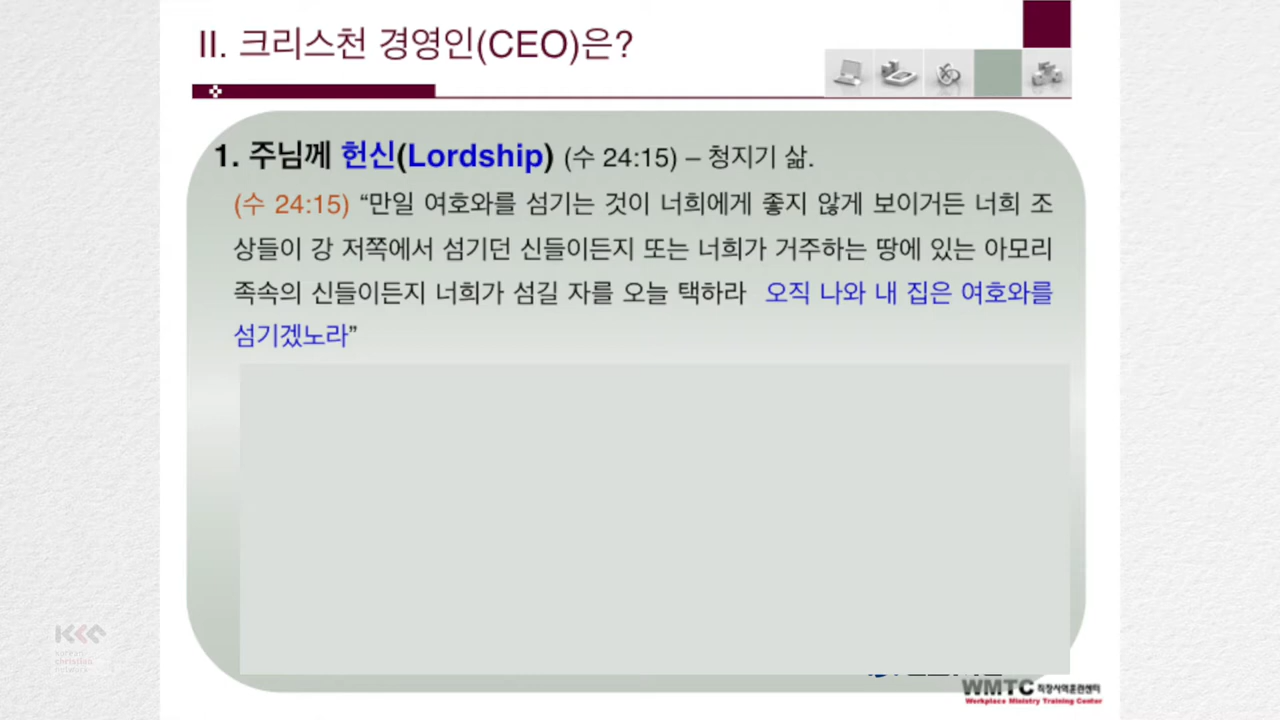 II. 크리스천 경영인(CEO)은?
1. 주님께 헌신(Lordship) (수 24:15) – 청지기 삶.
(수 24:15) “만일 여호와를 섬기는 것이 너희에게 좋지 않게 보이거든 너희 조
상들이 강 저쪽에서 섬기던 신들이든지 또는 너희가 거주하는 땅에 있는 아모리
족속의 신들이든지 너희가 섬길 자를 오늘 택하라 오직 나와 내 집은 여호와를
섬기겠노라”
korean
christian
network
WMTC 직장사역훈련센터
Workplace Ministry Training Center